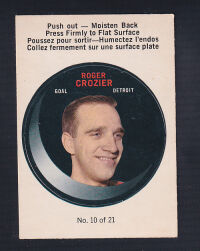 Push out — Moisten Back
Press Firmly to Flat Surface
Poussez pour sortir—Humectez l'endos
Collez fermement sur une surface plate
ROGER
CROZIER
GOAL DETROIT
No. 10 of 21